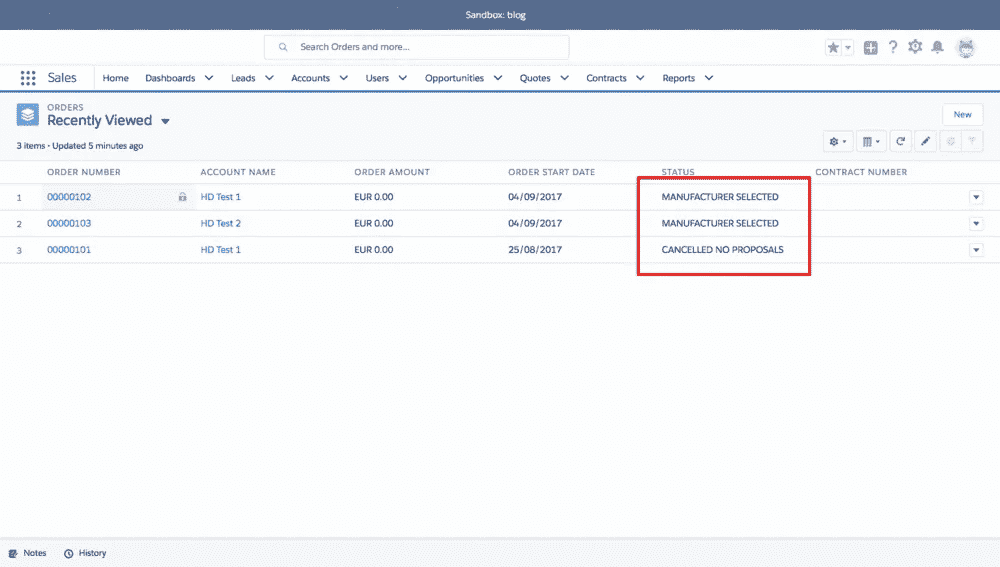 Sandbox: blog
Search Orders and more...
Sales Home Dashboards Leads Accounts Users Opportunities Quotes Contracts Reports
ORDERS
Recently Viewed
New
3 items • Updated 5 minutes ago
ORDER NUMBER ACCOUNT NAME ORDER AMOUNT ORDER START DATE STATUS CONTRACT NUMBER
1 00000102 HD Test 1 EUR 0.00 04/09/2017 MANUFACTURER SELECTED
2 00000103 HD Test 2 EUR 0.00 04/09/2017 MANUFACTURER SELECTED
3 00000101 HD Test 1 EUR 0.00 25/08/2017 CANCELLED NO PROPOSALS
Notes History